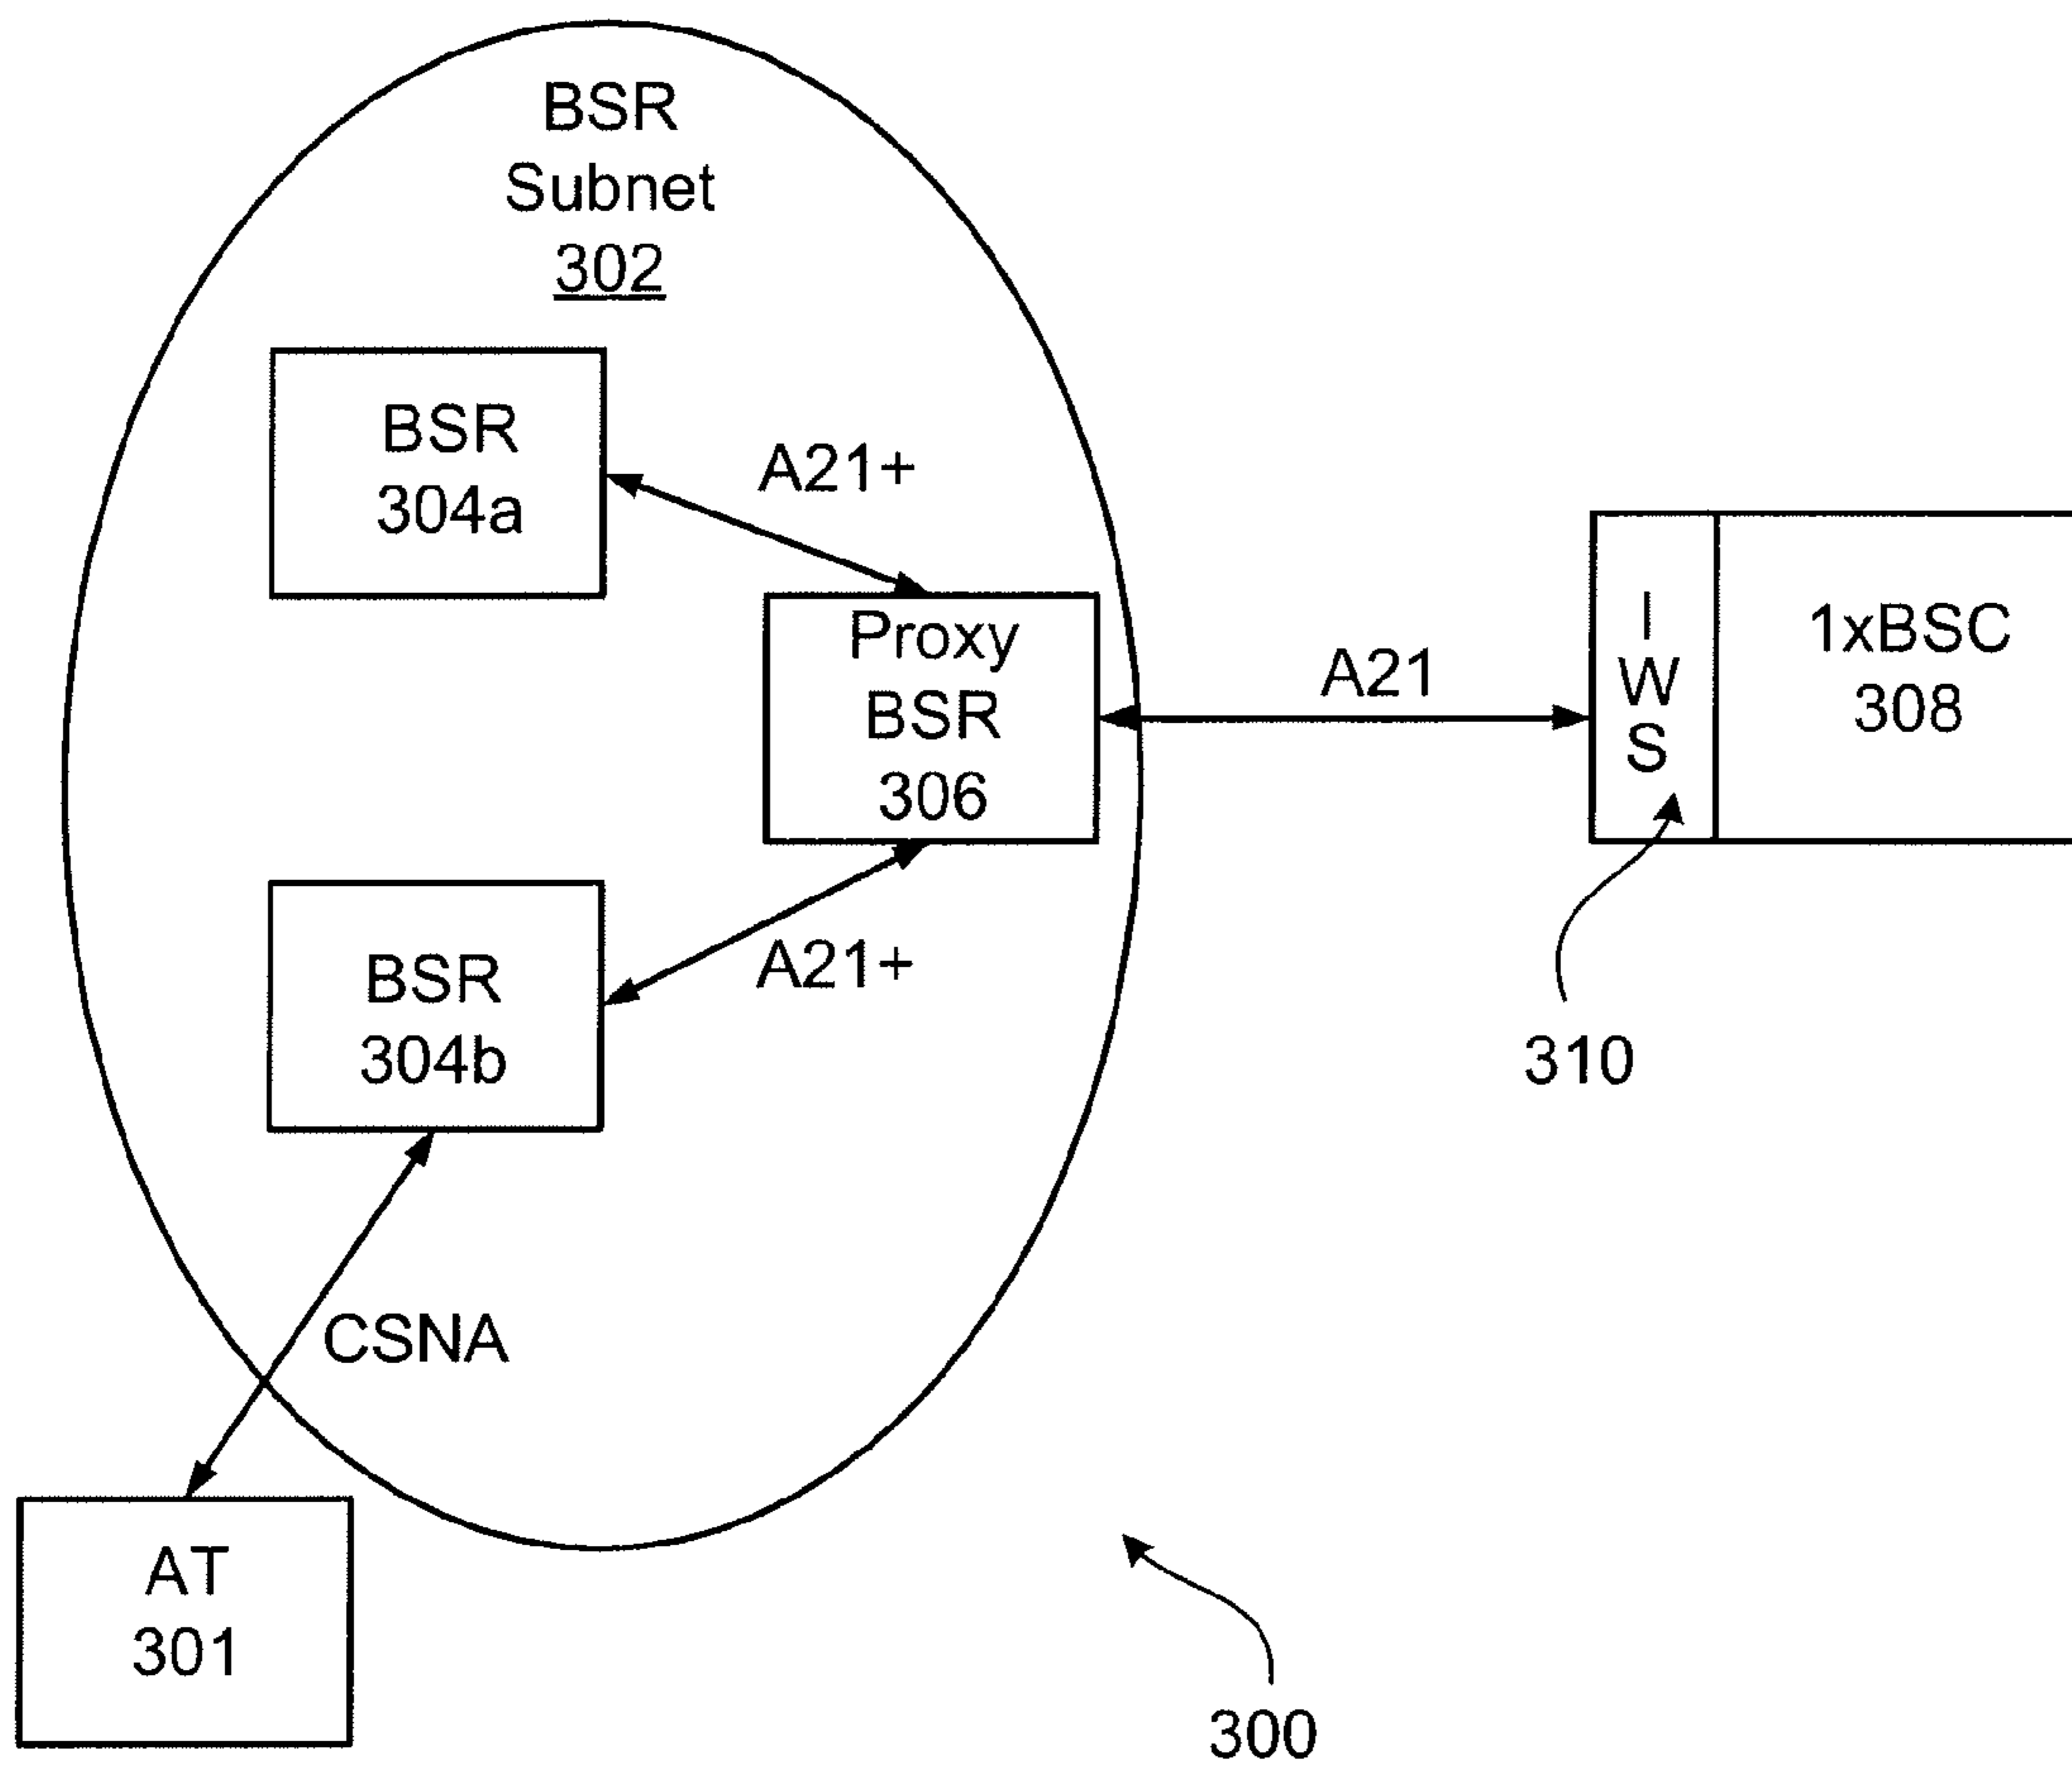 BSR
Subnet
302
BSR
304a
A21+
Proxy
BSR
306
A21
I
W
S
1xBSC
308
BSR
304b
A21+
310
CSNA
AT
301
300